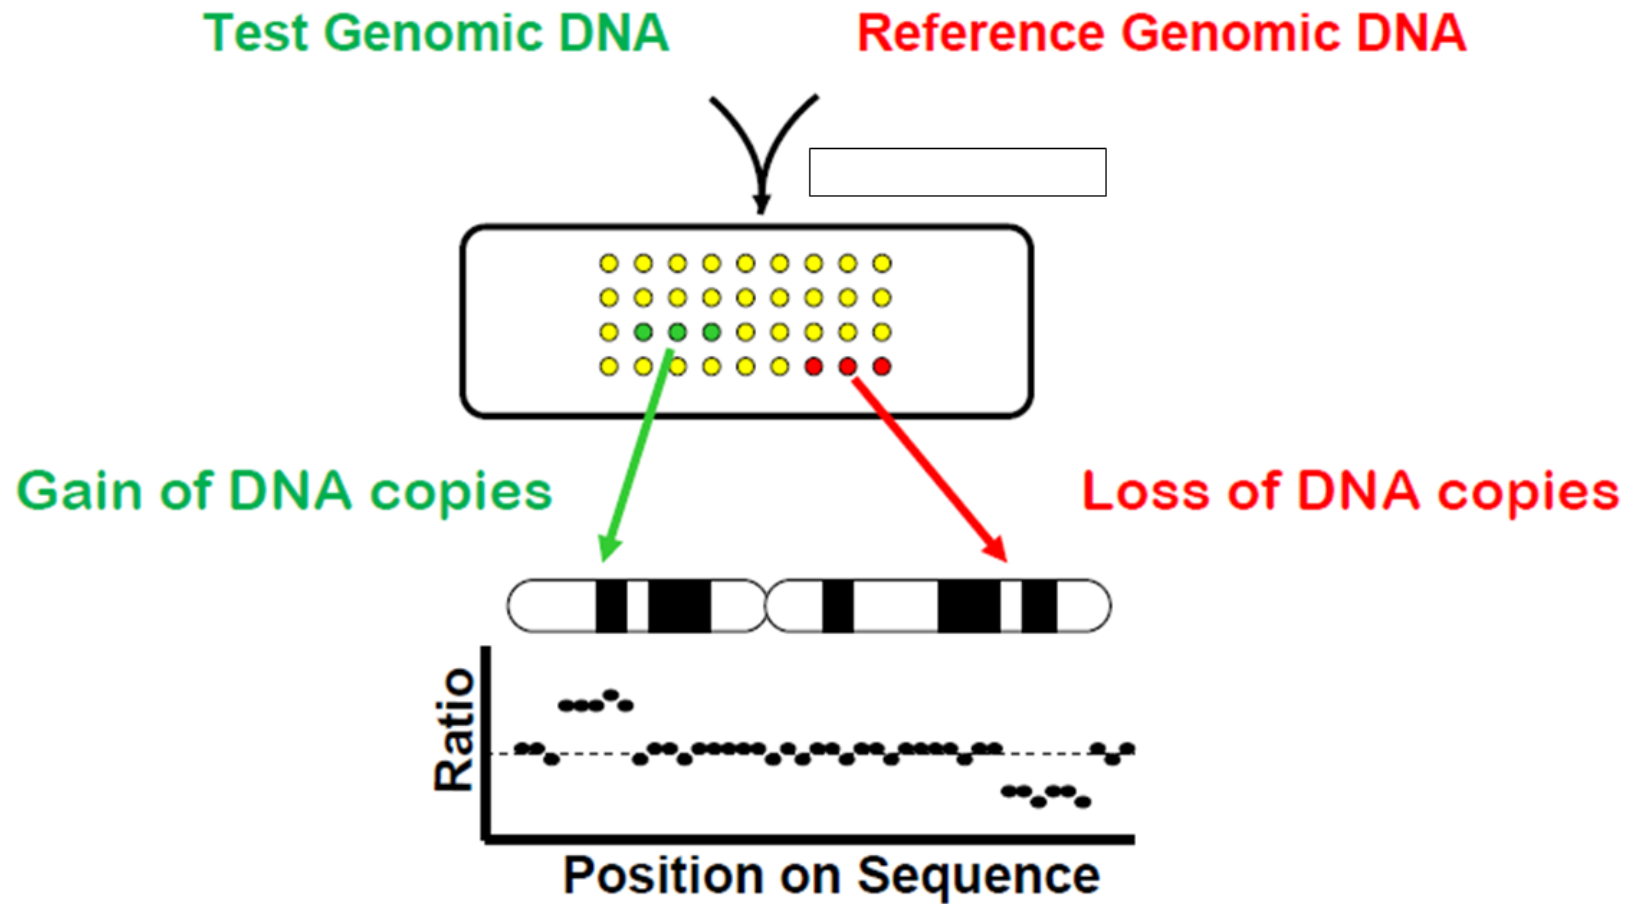 Test Genomic DNA
Reference Genomic DNA
Gain of DNA copies
Loss of DNA copies
Ratio
Position on Sequence